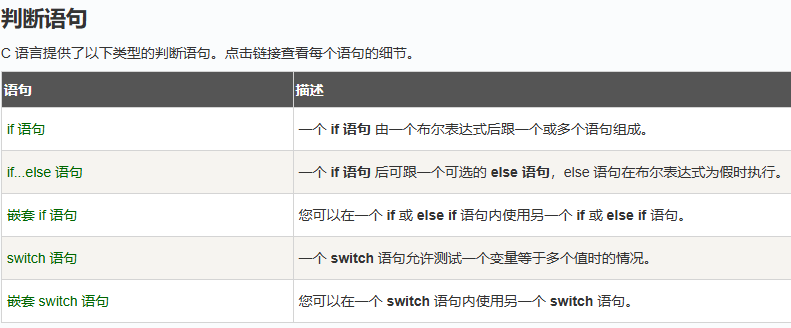 判断语句
C 语言提供了以下类型的判断语句。点击链接查看每个语句的细节。
语句 描述
if 语句 一个 if 语句 由一个布尔表达式后跟一个或多个语句组成。
if...else 语句 一个 if 语句 后可跟一个可选的 else 语句，else 语句在布尔表达式为假时执行。
嵌套 if 语句 您可以在一个 if 或 else if 语句内使用另一个 if 或 else if 语句。
switch 语句 一个 switch 语句允许测试一个变量等于多个值时的情况。
嵌套 switch 语句 您可以在一个 switch 语句内使用另一个 switch 语句。